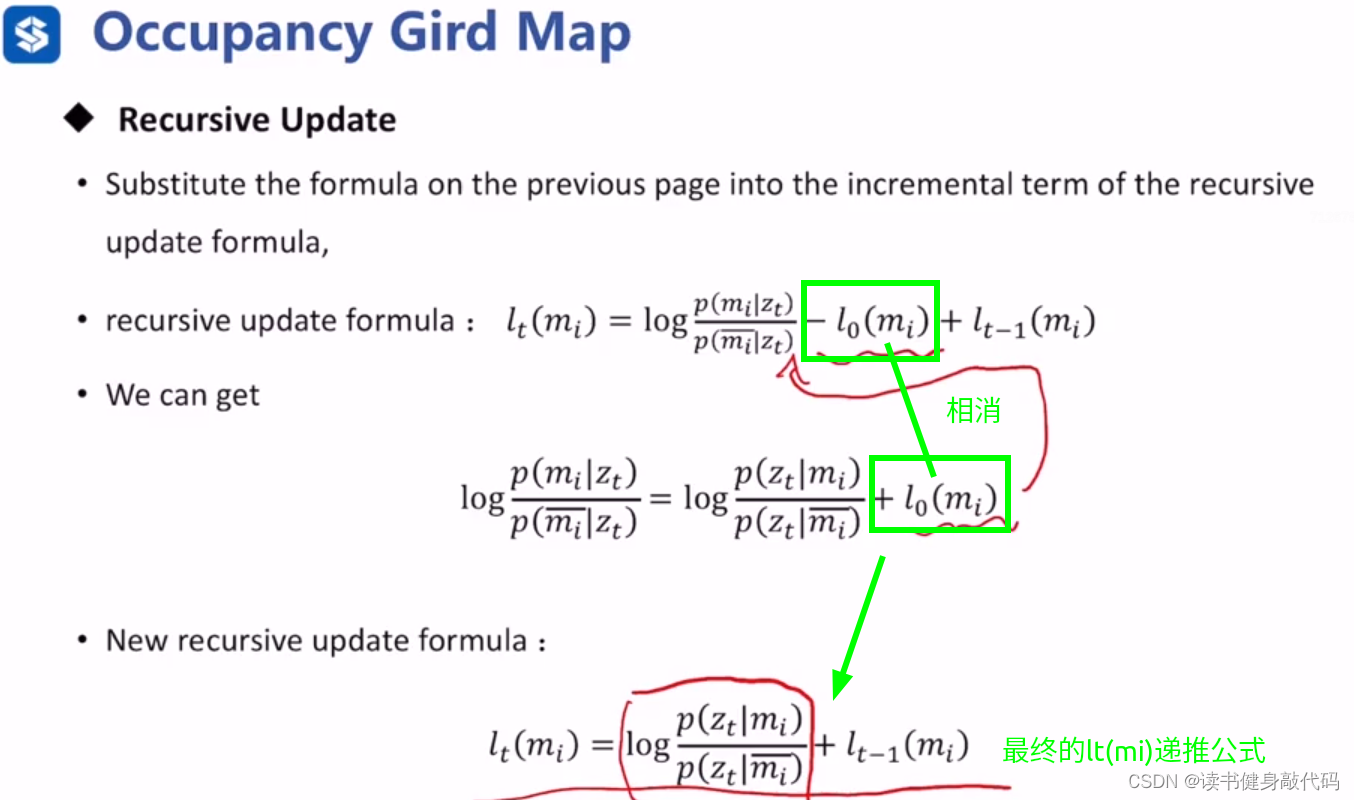 Occupancy Gird Map
◆ Recursive Update
• Substitute the formula on the previous page into the incremental term of the recursive
update formula,
• recursive update formula： $l_t(m_i) = \log\frac{p(m_i|z_t)}{p(\overline{m_i}|z_t)} - l_0(m_i) + l_{t-1}(m_i)$
• We can get
相消
$\log\frac{p(m_i|z_t)}{p(\overline{m_i}|z_t)} = \log\frac{p(z_t|m_i)}{p(z_t|\overline{m_i})} + l_0(m_i)$
• New recursive update formula：
$l_t(m_i) = \log\frac{p(z_t|m_i)}{p(z_t|\overline{m_i})} + l_{t-1}(m_i)$ 最终的lt(mi)递推公式
CSDN @读书健身敲代码